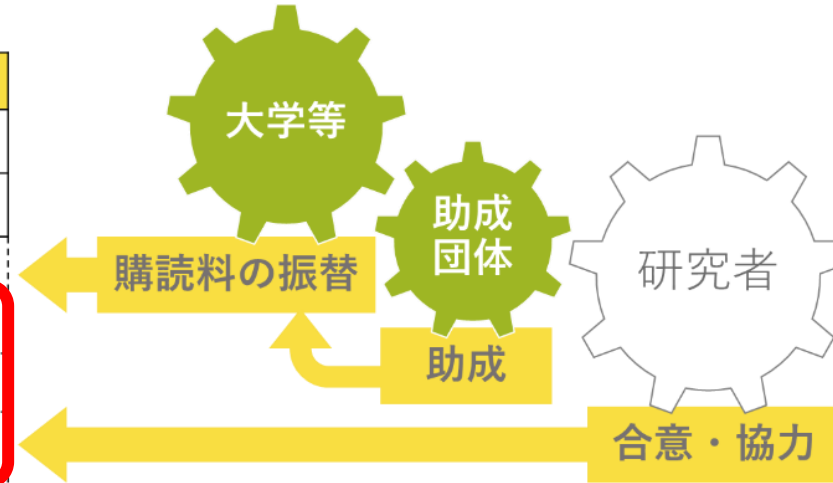 大学等
助成
団体
研究者
購読料の振替
助成
合意・協力